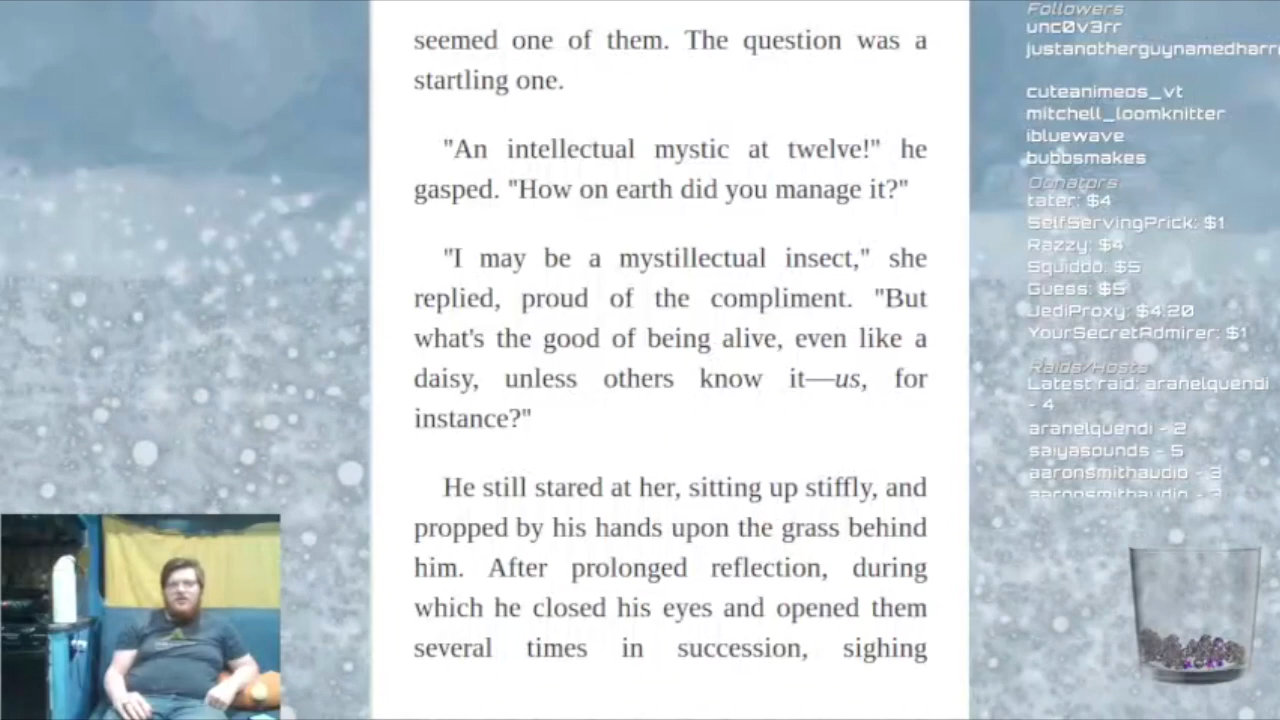 seemed one of them. The question was a
startling one.
"An intellectual mystic at twelve!" he
gasped. "How on earth did you manage it?"
"I may be a mystillectual insect," she
replied, proud of the compliment. "But
what's the good of being alive, even like a
daisy, unless others know it—us, for
instance?"
He still stared at her, sitting up stiffly, and
propped by his hands upon the grass behind
him. After prolonged reflection, during
which he closed his eyes and opened them
several times in succession, sighing
Followers
unc0v3rr
justanotherguynamedharr
cuteanimeos_vt
mitchell_loomknitter
ibluewave
bubbsmakes
Donators
tater: $4
SelfServingPrick: $1
Razzy: $4
Squiddo: $5
Guess: $5
JediProxy: $4.20
YourSecretAdmirer: $1
Raids/Hosts
Latest raid: aranelquendi
- 4
aranelquendi - 2
saiyasounds - 5
aaronsmithaudio - 3
aaronsmithaudio - 3